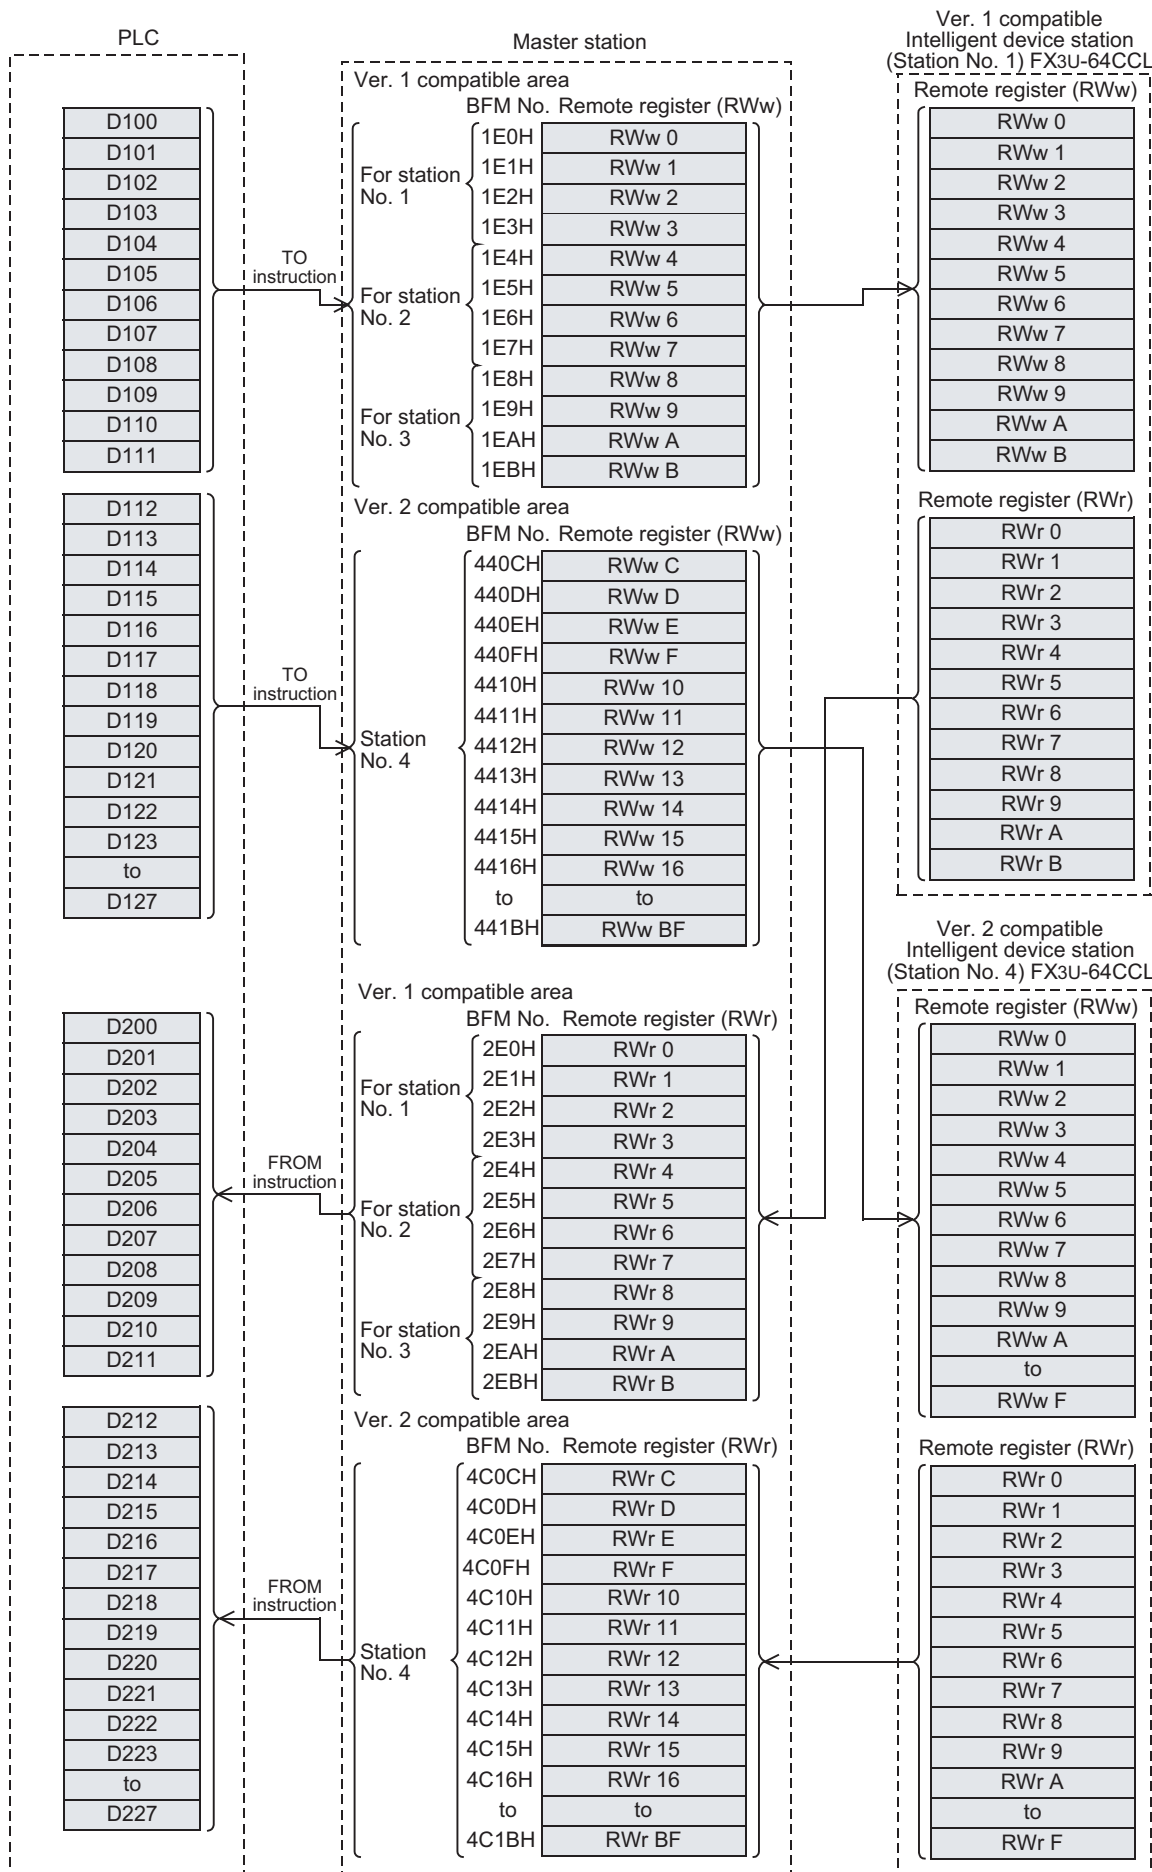 PLC
D100
D101
D102
D103
D104
D105
D106
D107
D108
D109
D110
D111
D112
D113
D114
D115
D116
D117
D118
D119
D120
D121
D122
D123
to
D127
D200
D201
D202
D203
D204
D205
D206
D207
D208
D209
D210
D211
D212
D213
D214
D215
D216
D217
D218
D219
D220
D221
D222
D223
to
D227
TO
instruction
TO
instruction
FROM
instruction
FROM
instruction
Master station
Ver. 1 compatible area
BFM No. Remote register (RWw)
For station
No. 1
1E0H RWw 0
1E1H RWw 1
1E2H RWw 2
1E3H RWw 3
For station
No. 2
1E4H RWw 4
1E5H RWw 5
1E6H RWw 6
1E7H RWw 7
For station
No. 3
1E8H RWw 8
1E9H RWw 9
1EAH RWw A
1EBH RWw B
Ver. 2 compatible area
BFM No. Remote register (RWw)
Station
No. 4
440CH RWw C
440DH RWw D
440EH RWw E
440FH RWw F
4410H RWw 10
4411H RWw 11
4412H RWw 12
4413H RWw 13
4414H RWw 14
4415H RWw 15
4416H RWw 16
to to
441BH RWw BF
Ver. 1 compatible area
BFM No. Remote register (RWr)
For station
No. 1
2E0H RWr 0
2E1H RWr 1
2E2H RWr 2
2E3H RWr 3
For station
No. 2
2E4H RWr 4
2E5H RWr 5
2E6H RWr 6
2E7H RWr 7
For station
No. 3
2E8H RWr 8
2E9H RWr 9
2EAH RWr A
2EBH RWr B
Ver. 2 compatible area
BFM No. Remote register (RWr)
Station
No. 4
4C0CH RWr C
4C0DH RWr D
4C0EH RWr E
4C0FH RWr F
4C10H RWr 10
4C11H RWr 11
4C12H RWr 12
4C13H RWr 13
4C14H RWr 14
4C15H RWr 15
4C16H RWr 16
to to
4C1BH RWr BF
Ver. 1 compatible
Intelligent device station
(Station No. 1) FX3U-64CCL
Remote register (RWw)
RWw 0
RWw 1
RWw 2
RWw 3
RWw 4
RWw 5
RWw 6
RWw 7
RWw 8
RWw 9
RWw A
RWw B
Remote register (RWr)
RWr 0
RWr 1
RWr 2
RWr 3
RWr 4
RWr 5
RWr 6
RWr 7
RWr 8
RWr 9
RWr A
RWr B
Ver. 2 compatible
Intelligent device station
(Station No. 4) FX3U-64CCL
Remote register (RWw)
RWw 0
RWw 1
RWw 2
RWw 3
RWw 4
RWw 5
RWw 6
RWw 7
RWw 8
RWw 9
RWw A
to
RWw F
Remote register (RWr)
RWr 0
RWr 1
RWr 2
RWr 3
RWr 4
RWr 5
RWr 6
RWr 7
RWr 8
RWr 9
RWr A
to
RWr F